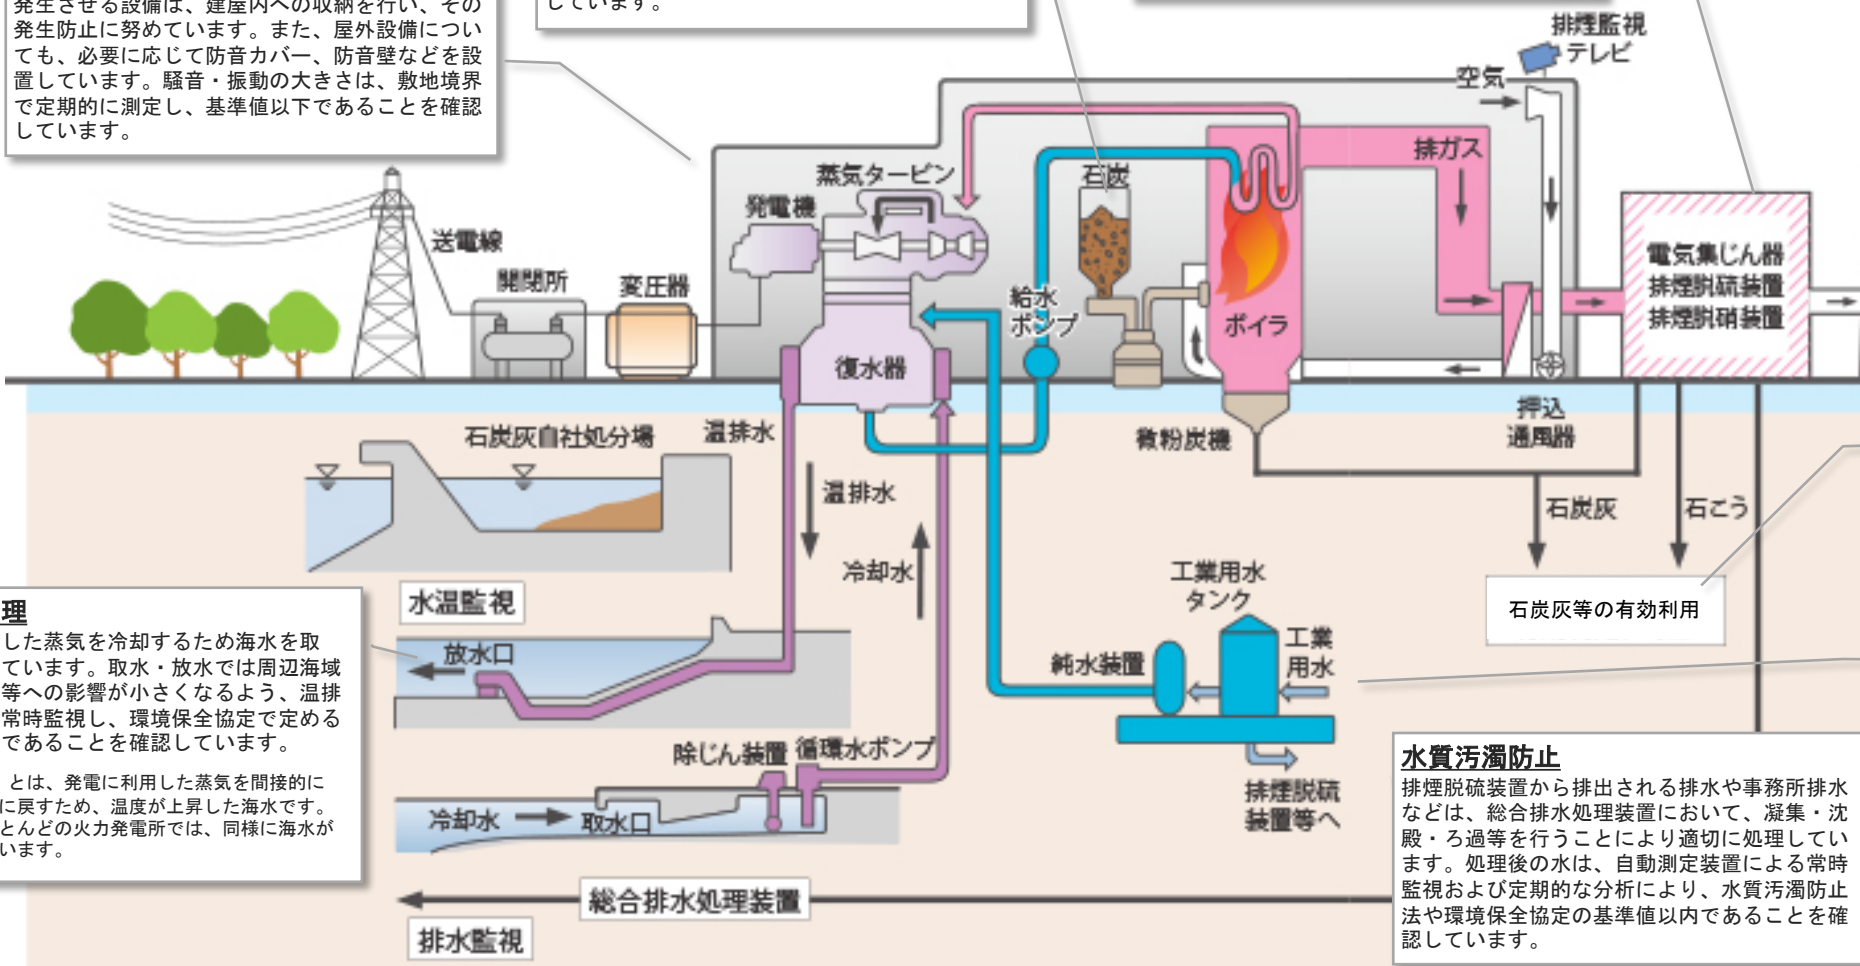 発生させる設備は、建屋内への収納を行い、その
発生防止に努めています。また、屋外設備につい
ても、必要に応じて防音カバー、防音壁などを設
置しています。騒音・振動の大きさは、敷地境界
で定期的に測定し、基準値以下であることを確認
しています。
しています。
排煙監視
テレビ
空気
排ガス
石炭
蒸気タービン
発電機
送電線
開閉所
変圧器
給水
ポンプ
ボイラ
復水器
電気集じん器
排煙脱硫装置
排煙脱硝装置
押込
通風器
微粉炭機
石炭灰自社処分場
温排水
温排水
冷却水
石炭灰
石こう
石炭灰等の有効利用
工業用水
タンク
工業
用水
純水装置
排煙脱硫
装置等へ
水温監視
放水口
除じん装置
循環水ポンプ
冷却水
取水口
総合排水処理装置
排水監視
理
した蒸気を冷却するため海水を取
ています。取水・放水では周辺海域
等への影響が小さくなるよう、温排
常時監視し、環境保全協定で定める
であることを確認しています。
とは、発電に利用した蒸気を間接的に
に戻すため、温度が上昇した海水です。
とんどの火力発電所では、同様に海水が
います。
水質汚濁防止
排煙脱硫装置から排出される排水や事務所排水
などは、総合排水処理装置において、凝集・沈
殿・ろ過等を行うことにより適切に処理してい
ます。処理後の水は、自動測定装置による常時
監視および定期的な分析により、水質汚濁防止
法や環境保全協定の基準値以内であることを確
認しています。